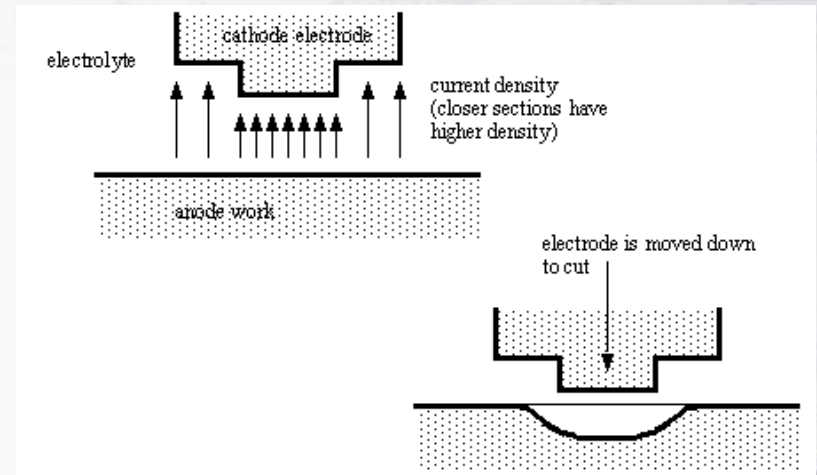 cathode electrode
electrolyte
current density
(closer sections have
higher density)
anode work
electrode is moved down
to cut